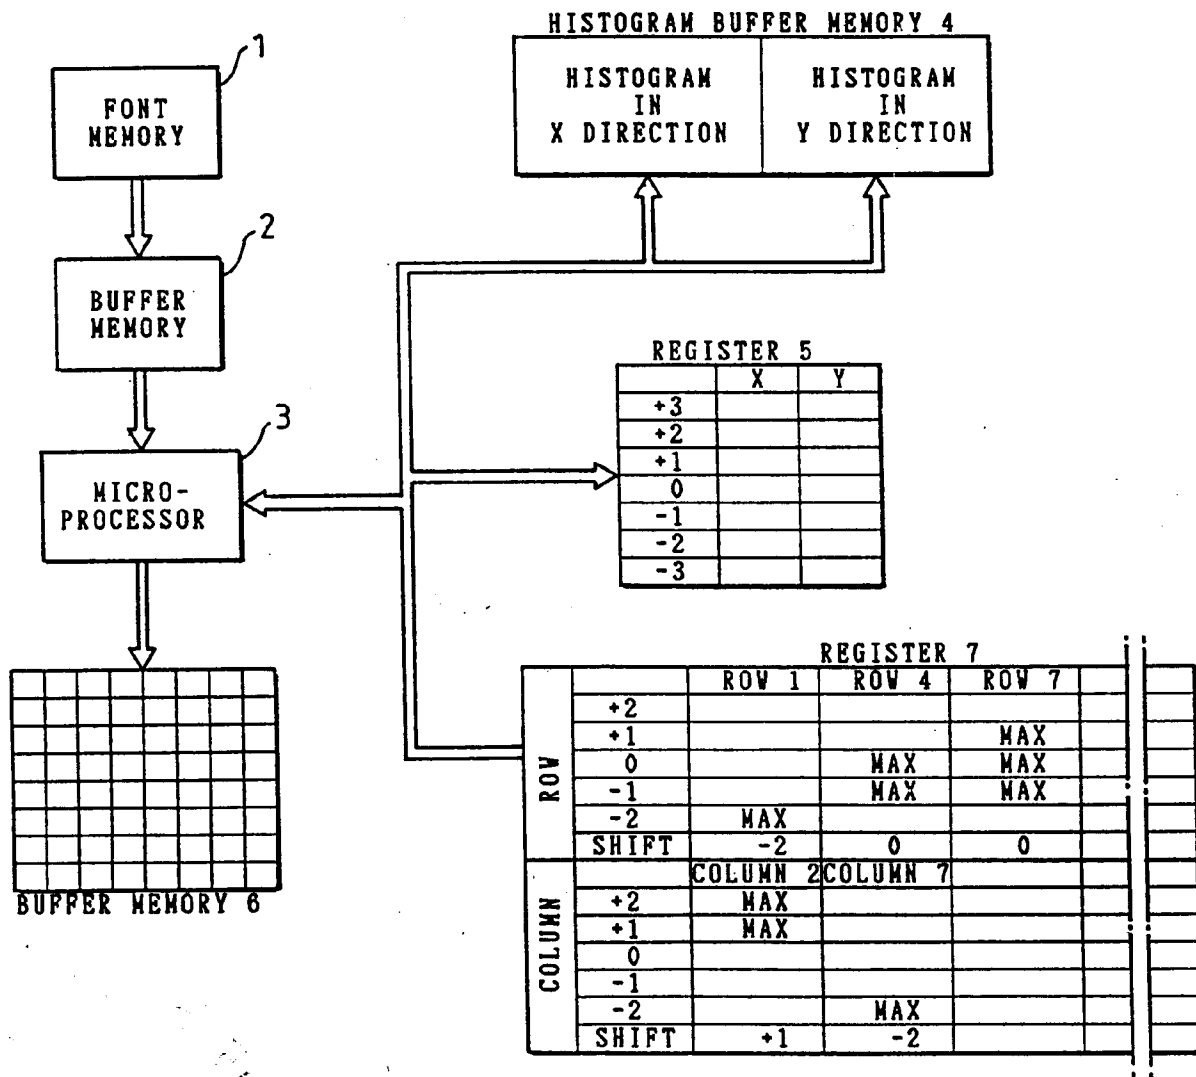 HISTOGRAM BUFFER MEMORY 4
HISTOGRAM IN X DIRECTION
HISTOGRAM IN Y DIRECTION
1
FONT MEMORY
2
BUFFER MEMORY
3
MICRO-PROCESSOR
BUFFER MEMORY 6
REGISTER 5
X Y
+3
+2
+1
0
-1
-2
-3
REGISTER 7
ROW
ROW 1 ROW 4 ROW 7
+2
+1 MAX
0 MAX MAX
-1 MAX MAX
-2 MAX
SHIFT -2 0 0
COLUMN
COLUMN 2 COLUMN 7
+2 MAX
+1 MAX
0
-1
-2 MAX
SHIFT +1 -2